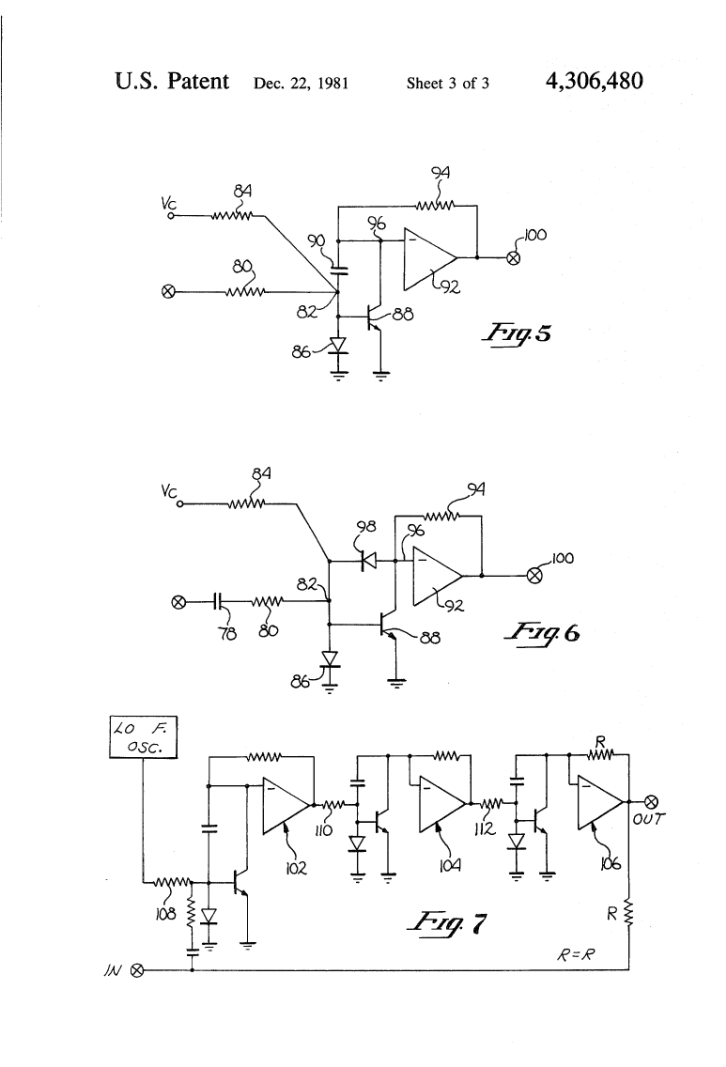 U.S. Patent Dec. 22, 1981 Sheet 3 of 3 4,306,480
94
Vc 84
96
90 100
80
92
82 88
86
Fig. 5
84 94
Vc
98
96
100
82
92
78 80 88
86
Fig. 6
LO F.
OSC.
R
110 112 OUT
102 104 106
108
R
Fig. 7
R=R
IN